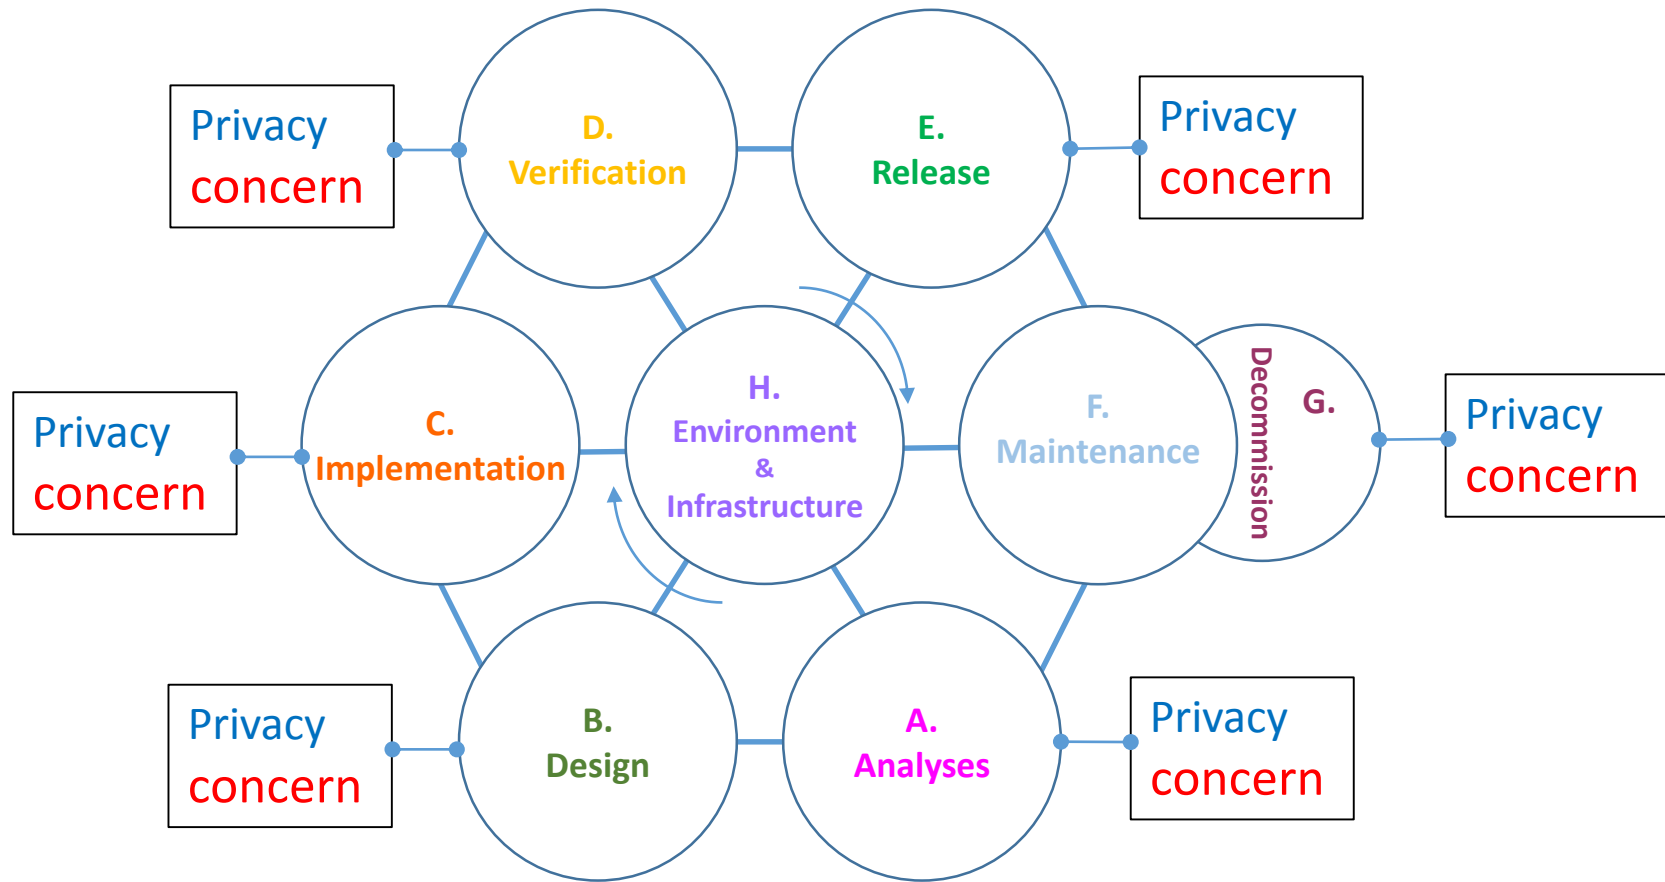 Privacy
concern
D.
Verification
E.
Release
Privacy
concern
Privacy
concern
C.
Implementation
H.
Environment
&
Infrastructure
F.
Maintenance
Decommission
G.
Privacy
concern
Privacy
concern
B.
Design
A.
Analyses
Privacy
concern